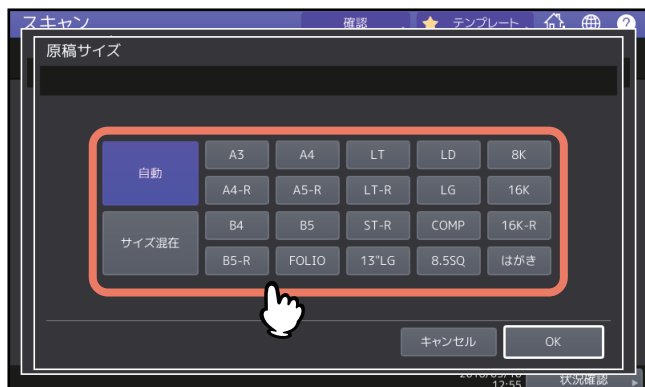 スキャン 確認 テンプレート ?
原稿サイズ
自動 A3 A4 LT LD 8K
A4-R A5-R LT-R LG 16K
サイズ混在 B4 B5 ST-R COMP 16K-R
B5-R FOLIO 13"LG 8.5SQ はがき
キャンセル OK
12:55 状況確認